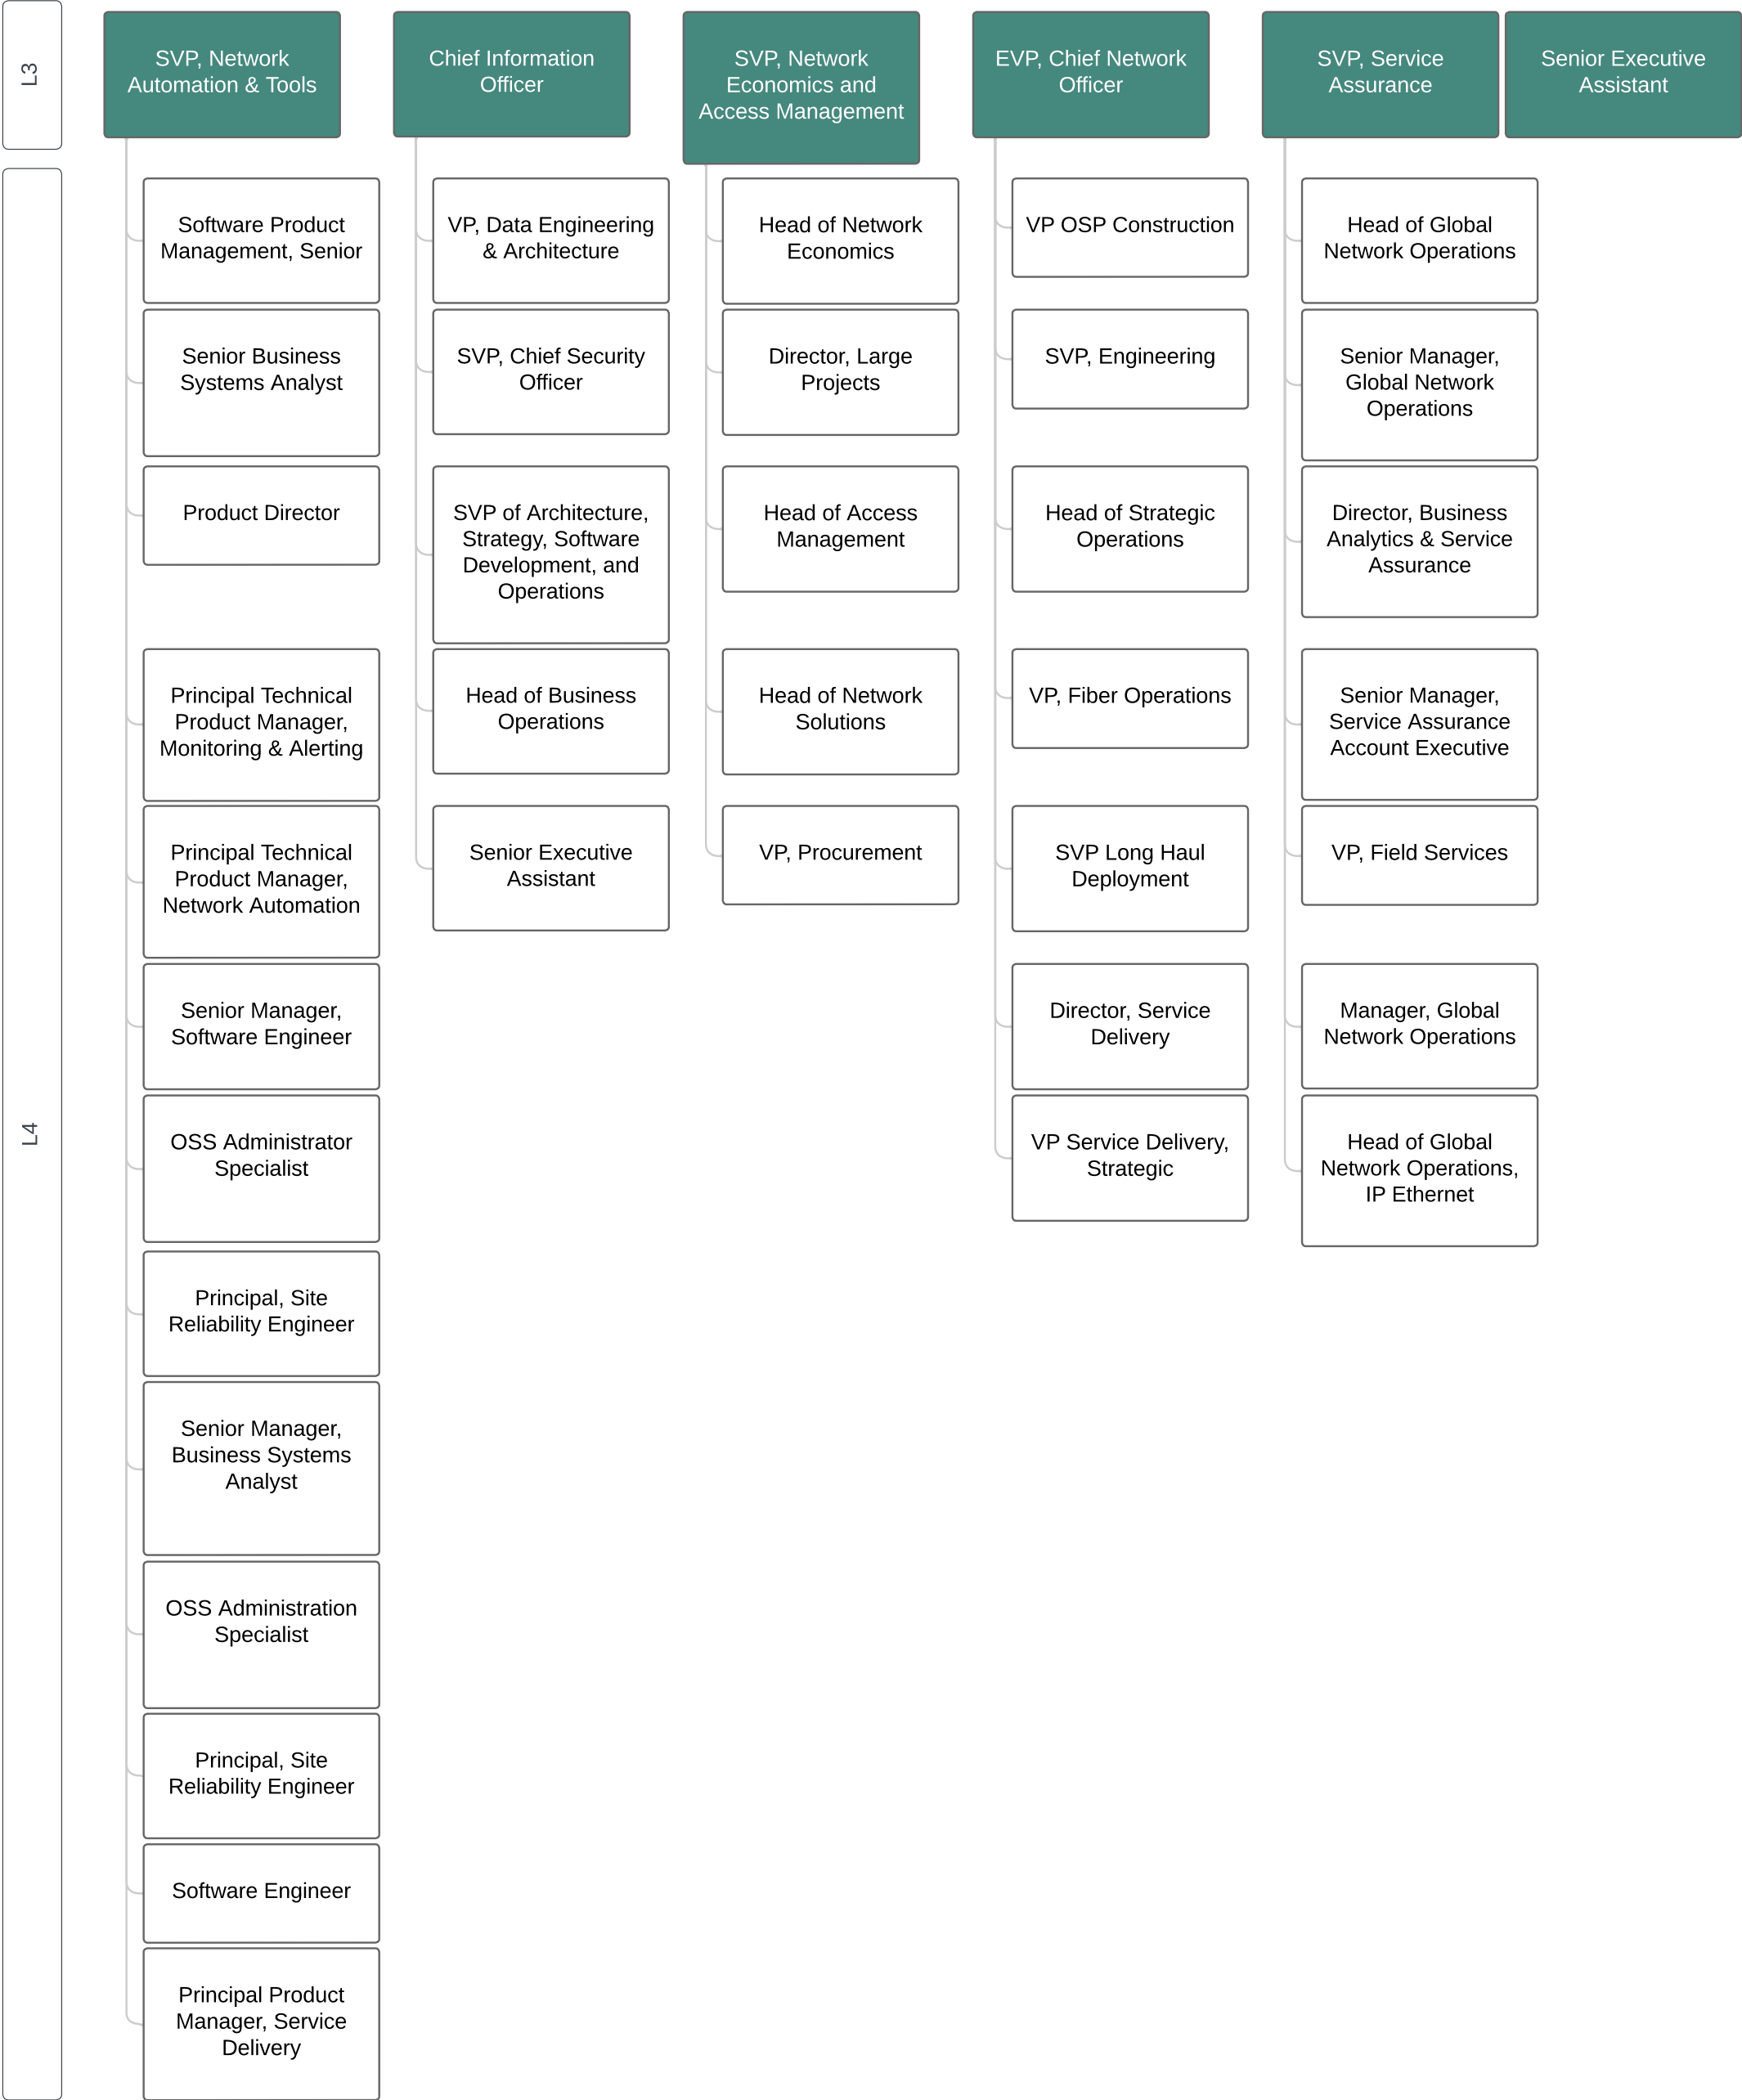 L3
SVP, Network
Automation & Tools
Chief Information
Officer
SVP, Network
Economics and
Access Management
EVP, Chief Network
Officer
SVP, Service
Assurance
Senior Executive
Assistant
L4
Software Product
Management, Senior
Senior Business
Systems Analyst
Product Director
Principal Technical
Product Manager,
Monitoring & Alerting
Principal Technical
Product Manager,
Network Automation
Senior Manager,
Software Engineer
OSS Administrator
Specialist
Principal, Site
Reliability Engineer
Senior Manager,
Business Systems
Analyst
OSS Administration
Specialist
Principal, Site
Reliability Engineer
Software Engineer
Principal Product
Manager, Service
Delivery
VP, Data Engineering
& Architecture
SVP, Chief Security
Officer
SVP of Architecture,
Strategy, Software
Development, and
Operations
Head of Business
Operations
Senior Executive
Assistant
Head of Network
Economics
Director, Large
Projects
Head of Access
Management
Head of Network
Solutions
VP, Procurement
VP OSP Construction
SVP, Engineering
Head of Strategic
Operations
VP, Fiber Operations
SVP Long Haul
Deployment
Director, Service
Delivery
VP Service Delivery,
Strategic
Head of Global
Network Operations
Senior Manager,
Global Network
Operations
Director, Business
Analytics & Service
Assurance
Senior Manager,
Service Assurance
Account Executive
VP, Field Services
Manager, Global
Network Operations
Head of Global
Network Operations,
IP Ethernet